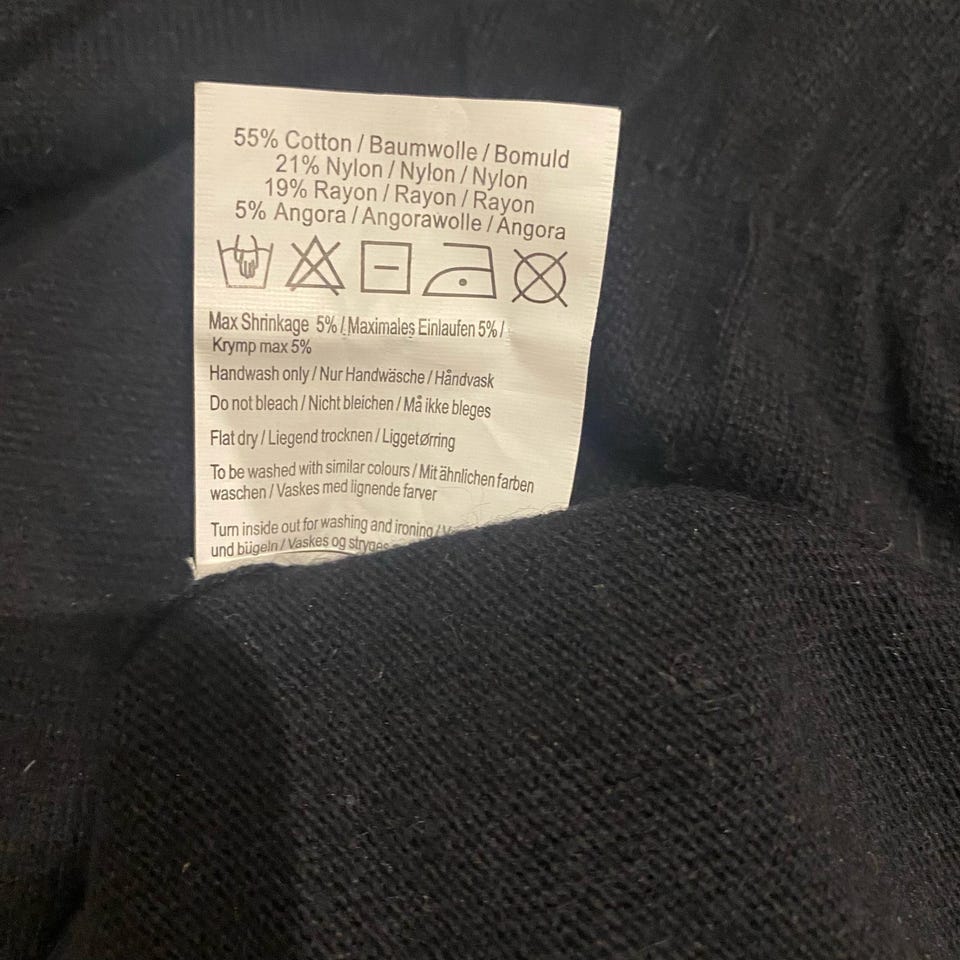 55% Cotton / Baumwolle / Bomuld
21% Nylon / Nylon / Nylon
19% Rayon / Rayon / Rayon
5% Angora / Angorawolle / Angora
Max Shrinkage 5% / Maximales Einlaufen 5% /
Krymp max 5%
Handwash only / Nur Handwäsche / Håndvask
Do not bleach / Nicht bleichen / Må ikke bleges
Flat dry / Liegend trocknen / Liggetørring
To be washed with similar colours / Mit ähnlichen farben
waschen / Vaskes med lignende farver
Turn inside out for washing and ironing /
und bügeln / Vaskes og stryges